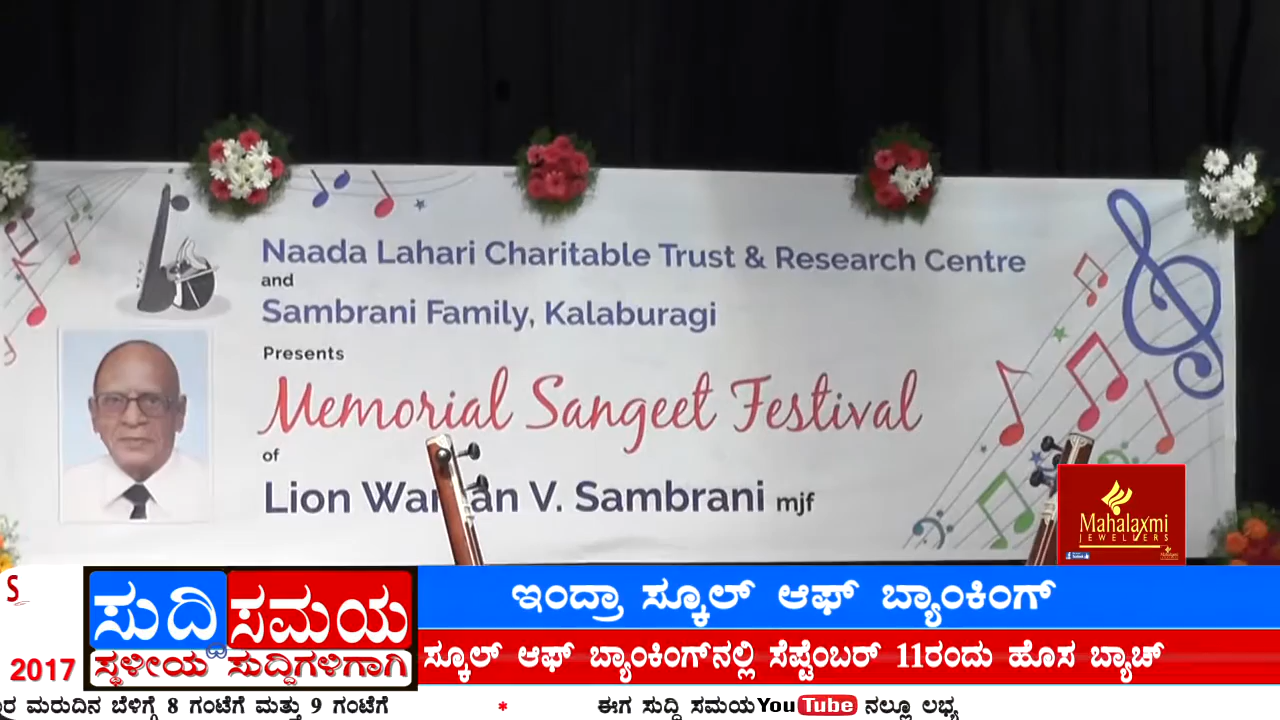 Naada Lahari Charitable Trust & Research Centre
and
Sambrani Family, Kalaburagi
Presents
Memorial Sangeet Festival
of
Lion V. Sambrani mjf
Mahalaxmi
JEWELLERS
ಸುದ್ದಿ ಸಮಯ
ಸ್ಥಳೀಯ ಸುದ್ದಿಗಳಿಗಾಗಿ
ಇಂದ್ರಾ ಸ್ಕೂಲ್ ಆಫ್ ಬ್ಯಾಂಕಿಂಗ್
S
2017
ಸ್ಕೂಲ್ ಆಫ್ ಬ್ಯಾಂಕಿಂಗ್‌ನಲ್ಲಿ ಸೆಪ್ಟೆಂಬರ್ 11ರಂದು ಹೊಸ ಬ್ಯಾಚ್
ಮರುದಿನ ಬೆಳಿಗ್ಗೆ 8 ಗಂಟೆಗೆ ಮತ್ತು 9 ಗಂಟೆಗೆ * ಈಗ ಸುದ್ದಿ ಸಮಯ YouTube ನಲ್ಲೂ ಲಭ್ಯ